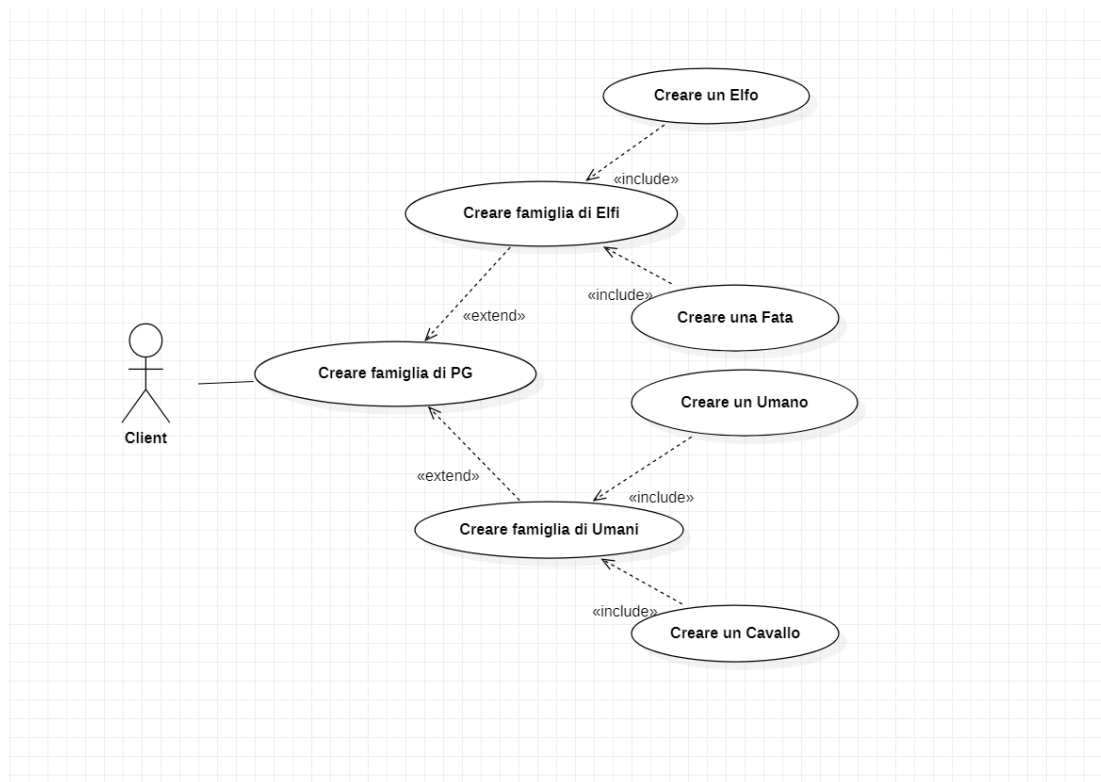 Creare un Elfo
«include»
Creare famiglia di Elfi
«include»
Creare una Fata
«extend»
Creare famiglia di PG
Creare un Umano
Client
«extend»
«include»
Creare famiglia di Umani
«include»
Creare un Cavallo